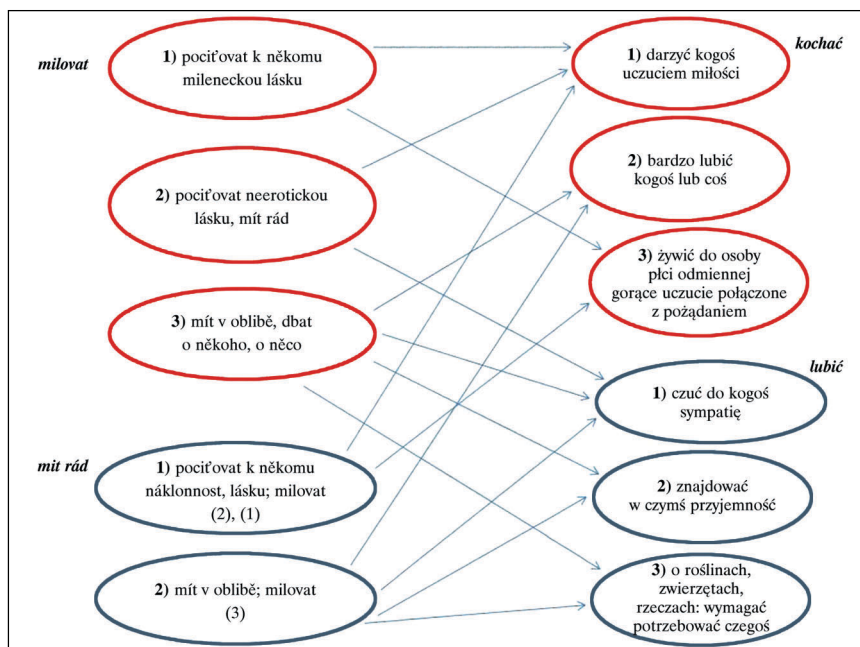 milovat
1) pociťovat k někomu
mileneckou lásku
2) pociťovat neerotickou
lásku, mít rád
3) mít v oblibě, dbat
o někoho, o něco
mit rád
1) pociťovat k někomu
náklonnost, lásku; milovat
(2), (1)
2) mít v oblibě; milovat
(3)
kochać
1) darzyć kogoś
uczuciem miłości
2) bardzo lubić
kogoś lub coś
3) żywić do osoby
płci odmiennej
gorące uczucie połączone
z pożądaniem
lubić
1) czuć do kogoś
sympatię
2) znajdować
w czymś przyjemność
3) o roślinach,
zwierzętach,
rzeczach: wymagać
potrzebować czegoś